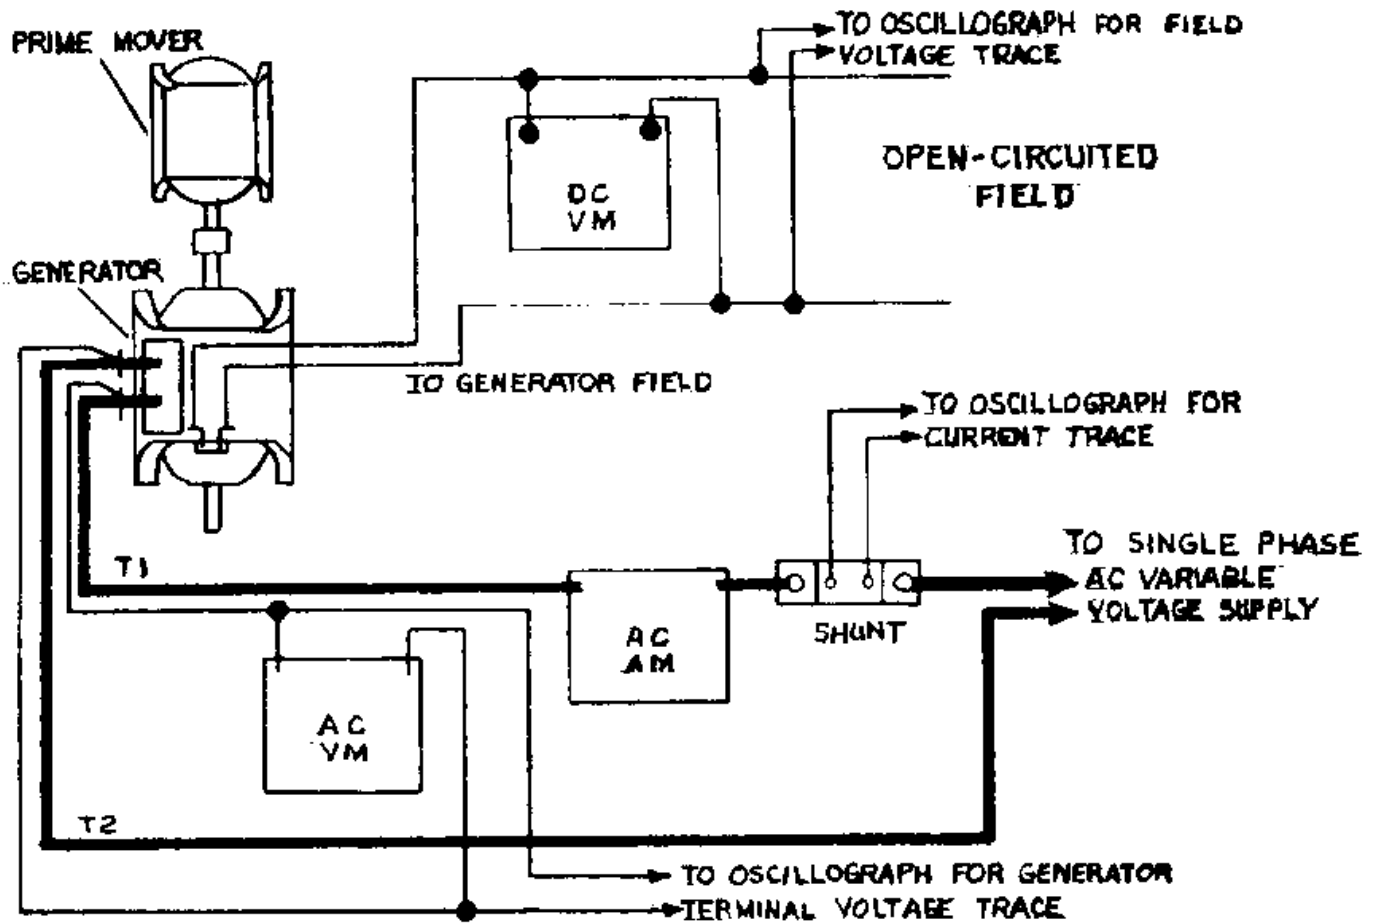 PRIME MOVER
TO OSCILLOGRAPH FOR FIELD
VOLTAGE TRACE
DC
VM
OPEN-CIRCUITED
FIELD
GENERATOR
TO GENERATOR FIELD
TO OSCILLOGRAPH FOR
CURRENT TRACE
T1
AC
AM
SHUNT
TO SINGLE PHASE
AC VARIABLE
VOLTAGE SUPPLY
AC
VM
T2
TO OSCILLOGRAPH FOR GENERATOR
TERMINAL VOLTAGE TRACE